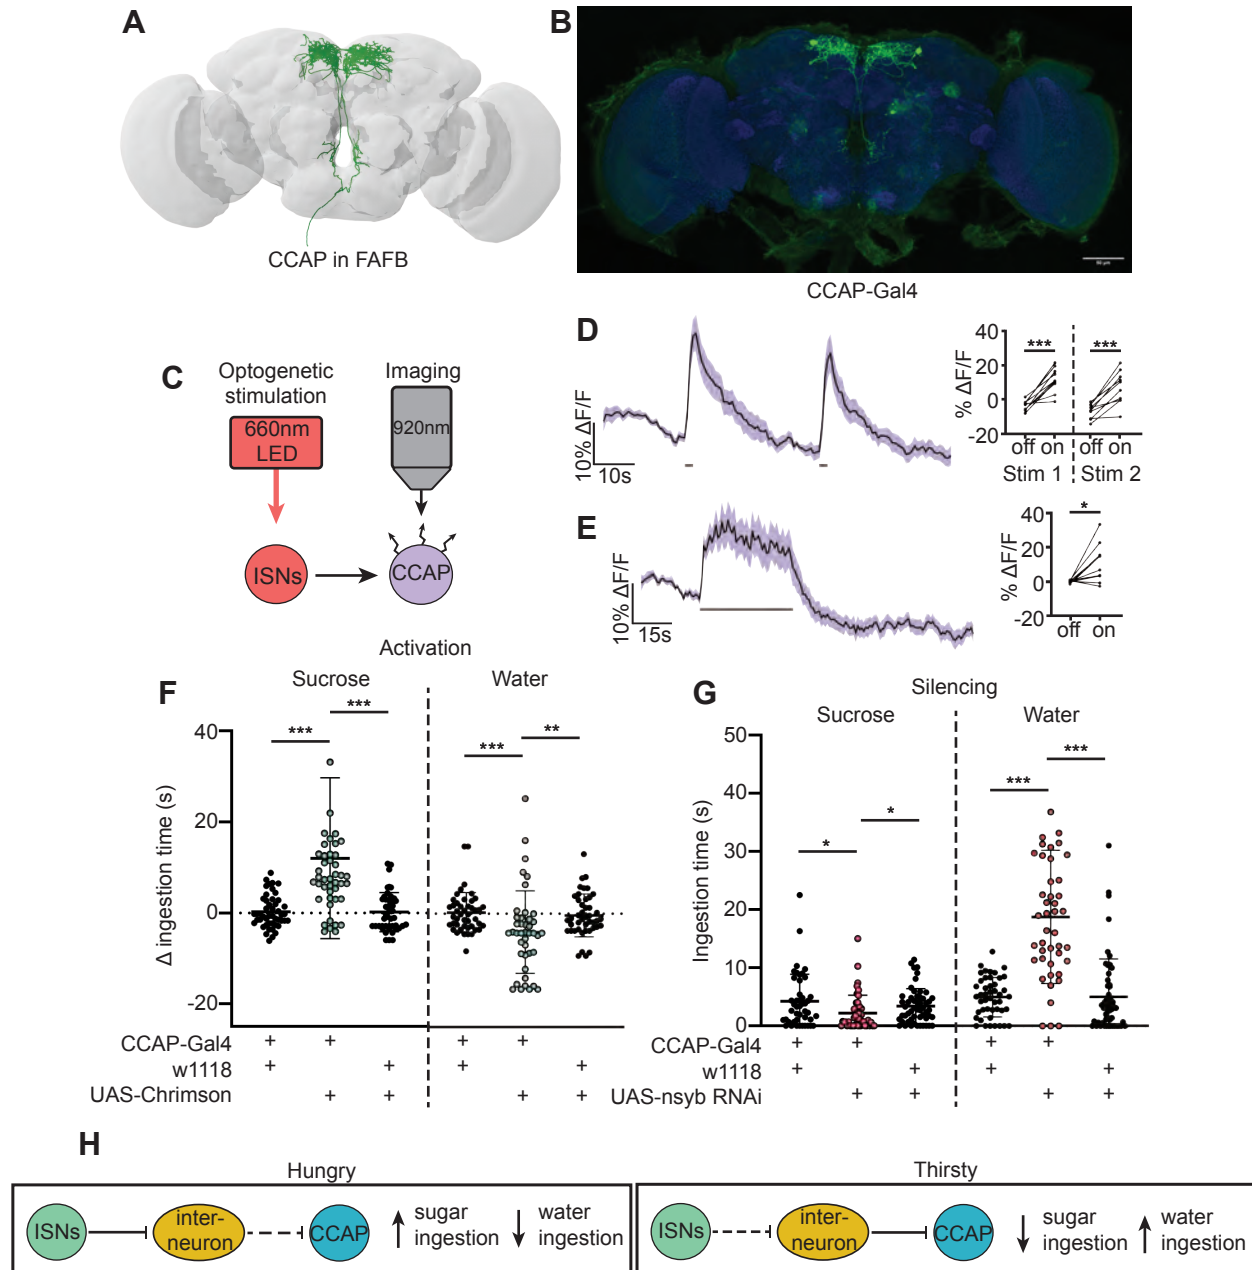 A
CCAP in FAFB
B
50 μm
CCAP-Gal4
C
Optogenetic
stimulation
660nm
LED
Imaging
920nm
ISNs
CCAP
D
10% ΔF/F
10s
% ΔF/F
40
20
0
-20
***
***
off on
off on
Stim 1
Stim 2
E
10% ΔF/F
15s
% ΔF/F
40
20
0
-20
*
off on
F
Activation
Sucrose
Water
Δ ingestion time (s)
40
20
0
-20
***
***
***
**
CCAP-Gal4 + + + +
w1118 + + + +
UAS-Chrimson + + + +
G
Silencing
Sucrose
Water
Ingestion time (s)
50
40
30
20
10
0
*
*
***
***
CCAP-Gal4 + + + +
w1118 + + + +
UAS-nsyb RNAi + + + +
H
Hungry
ISNs
inter-
neuron
CCAP
sugar
ingestion
water
ingestion
Thirsty
ISNs
inter-
neuron
CCAP
sugar
ingestion
water
ingestion